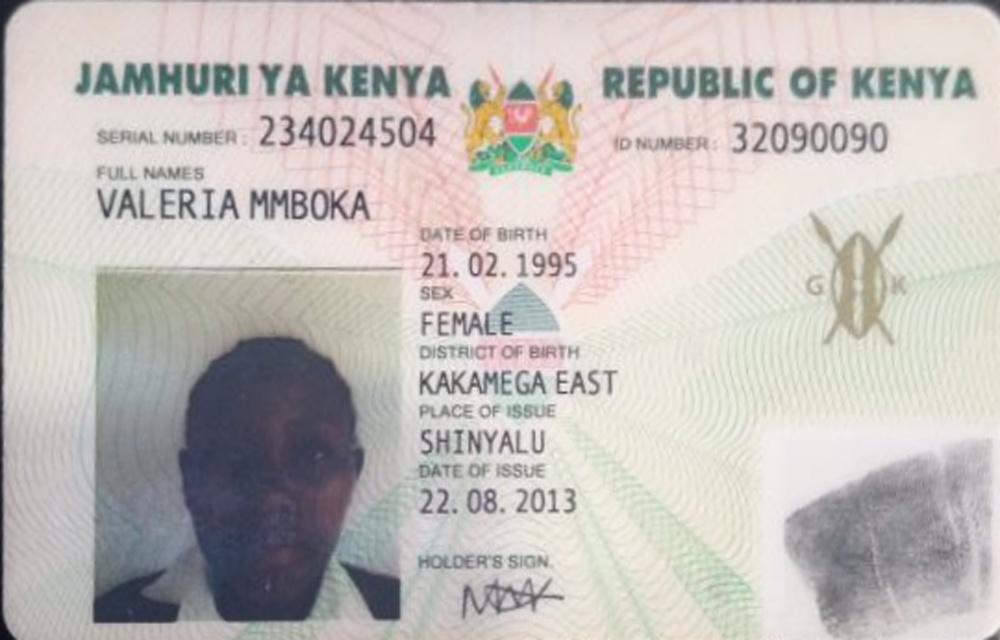 JAMHURI YA KENYA REPUBLIC OF KENYA
SERIAL NUMBER : 234024504 ID NUMBER : 32090090
FULL NAMES
VALERIA MMBOKA
DATE OF BIRTH
21. 02. 1995
SEX
FEMALE
G K
DISTRICT OF BIRTH
KAKAMEGA EAST
PLACE OF ISSUE
SHINYALU
DATE OF ISSUE
22. 08. 2013
HOLDER'S SIGN.